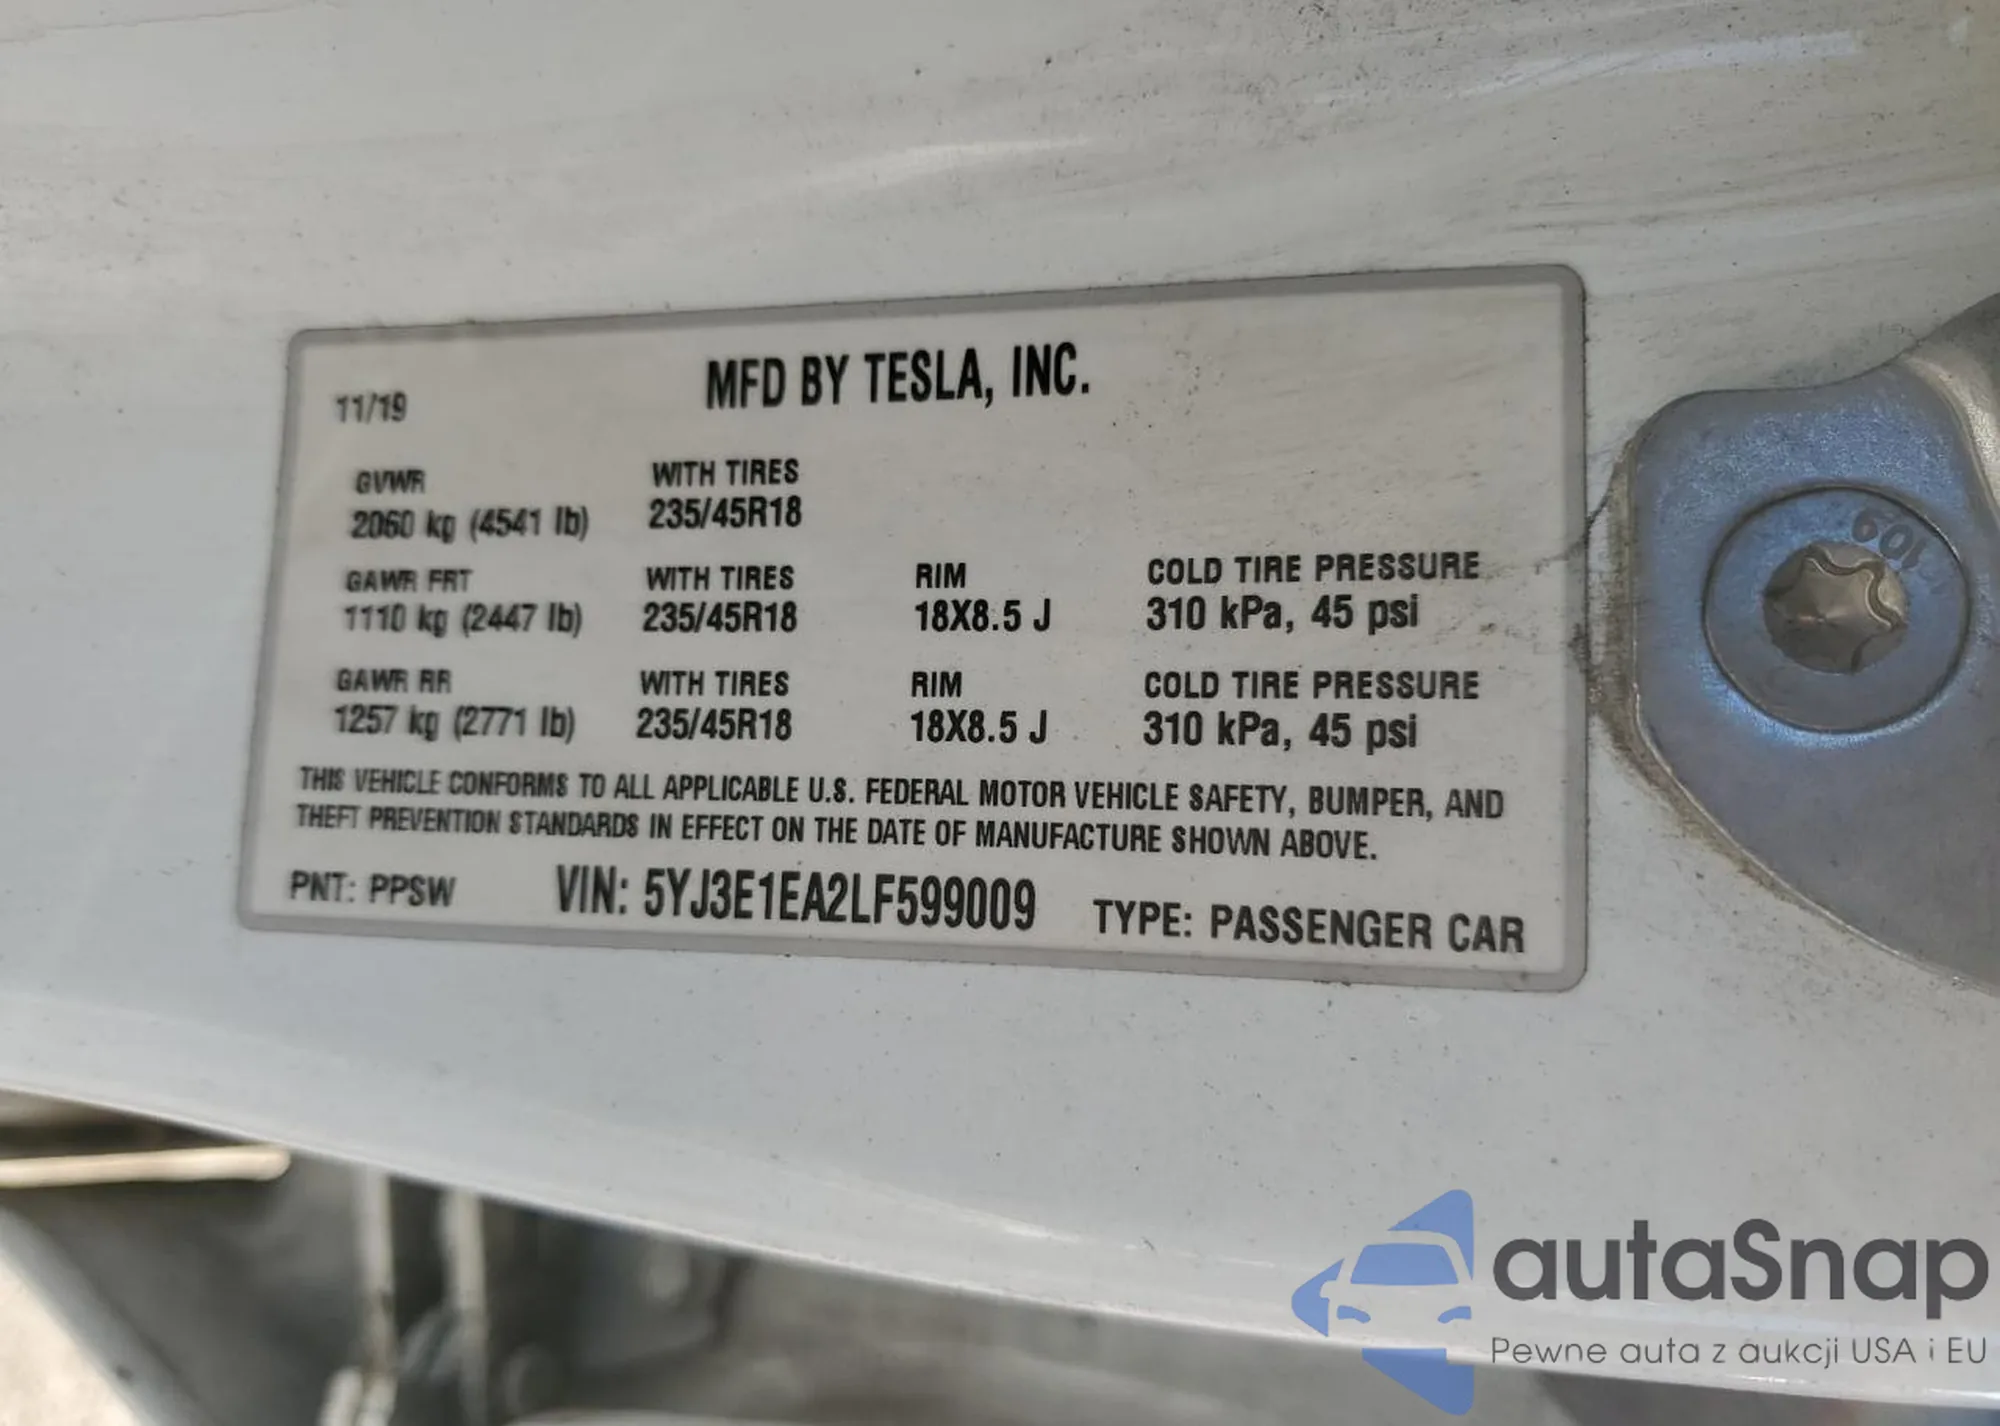 MFD BY TESLA, INC.
11/19
GVWR WITH TIRES
2060 kg (4541 lb) 235/45R18
GAWR FRT WITH TIRES RIM COLD TIRE PRESSURE
1110 kg (2447 lb) 235/45R18 18X8.5 J 310 kPa, 45 psi
GAWR RR WITH TIRES RIM COLD TIRE PRESSURE
1257 kg (2771 lb) 235/45R18 18X8.5 J 310 kPa, 45 psi
THIS VEHICLE CONFORMS TO ALL APPLICABLE U.S. FEDERAL MOTOR VEHICLE SAFETY, BUMPER, AND
THEFT PREVENTION STANDARDS IN EFFECT ON THE DATE OF MANUFACTURE SHOWN ABOVE.
PNT: PPSW VIN: 5YJ3E1EA2LF599009 TYPE: PASSENGER CAR
autaSnap
Pewne auta z aukcji USA i EU